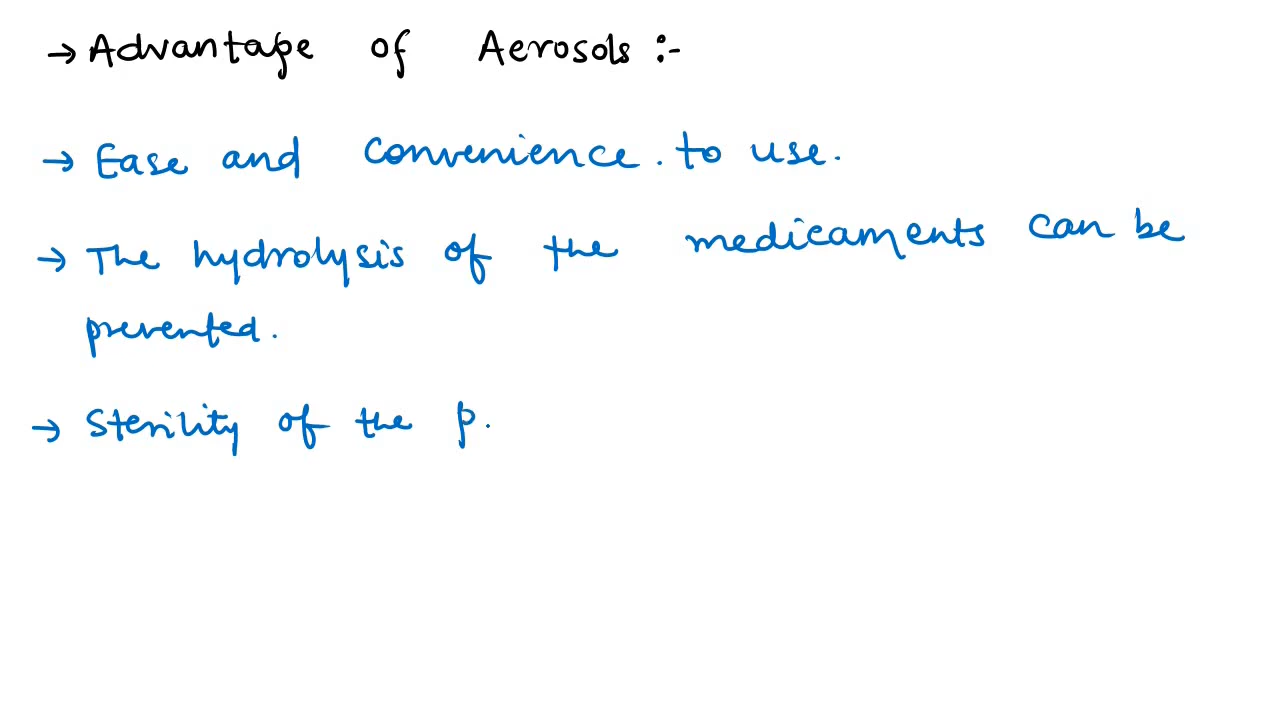 → Advantage of Aerosols :-
→ Ease and convenience . to use .
→ The hydrolysis of the medicaments can be
prevented .
→ Sterility of the p .